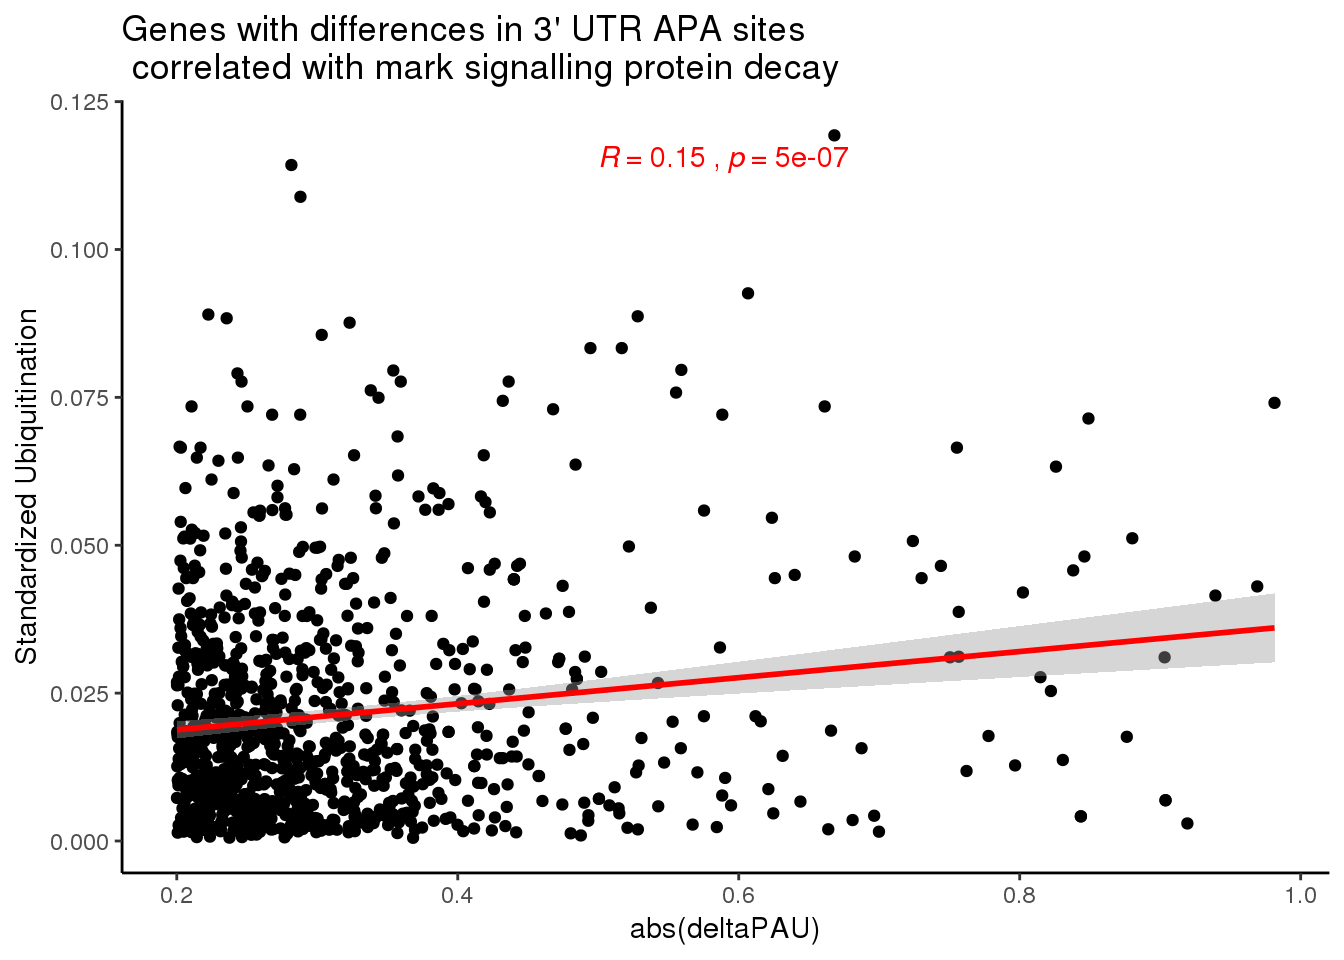 Genes with differences in 3' UTR APA sites
correlated with mark signalling protein decay
0.125
R = 0.15 , p = 5e-07
0.100
0.075
0.050
0.025
0.000
Standardized Ubiquitination
0.2 0.4 0.6 0.8 1.0
abs(deltaPAU)